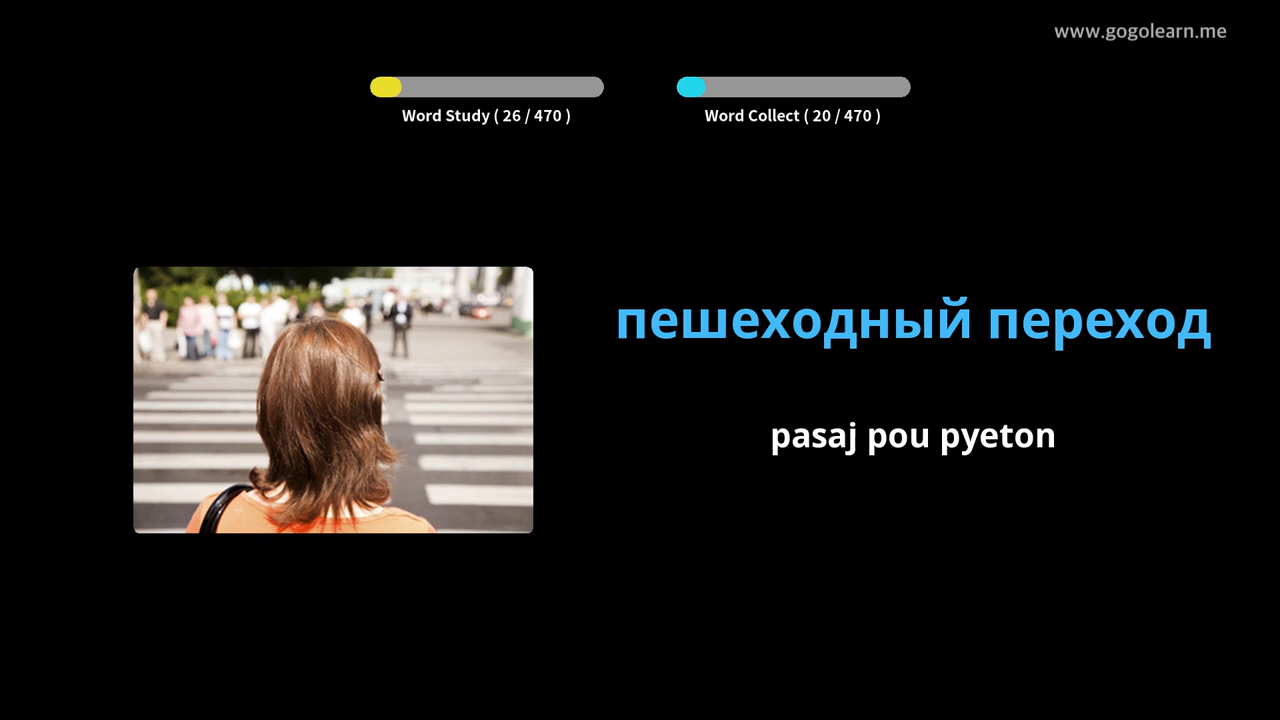 www.gogolearn.me
Word Study ( 26 / 470 )
Word Collect ( 20 / 470 )
пешеходный переход
pasaj pou pyeton